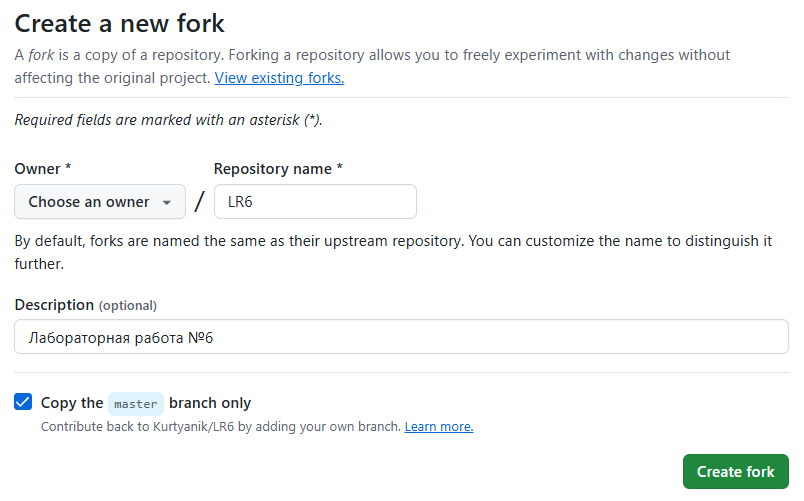 Create a new fork
A fork is a copy of a repository. Forking a repository allows you to freely experiment with changes without
affecting the original project. View existing forks.
Required fields are marked with an asterisk (*).
Owner *
Repository name *
Choose an owner
/
LR6
By default, forks are named the same as their upstream repository. You can customize the name to distinguish it
further.
Description (optional)
Лабораторная работа №6
Copy the master branch only
Contribute back to Kurtyanik/LR6 by adding your own branch. Learn more.
Create fork